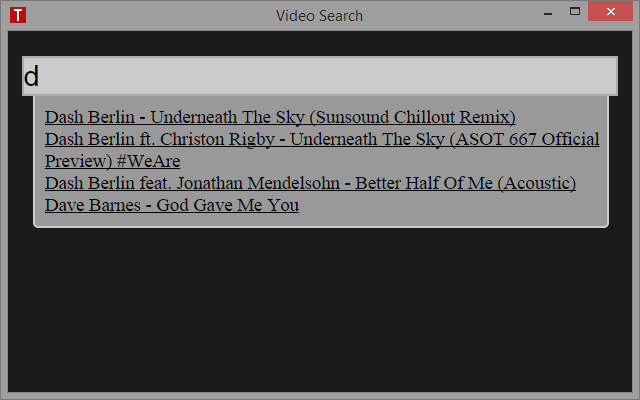 T
Video Search
d
Dash Berlin - Underneath The Sky (Sunsound Chillout Remix)
Dash Berlin ft. Christon Rigby - Underneath The Sky (ASOT 667 Official
Preview) #WeAre
Dash Berlin feat. Jonathan Mendelsohn - Better Half Of Me (Acoustic)
Dave Barnes - God Gave Me You